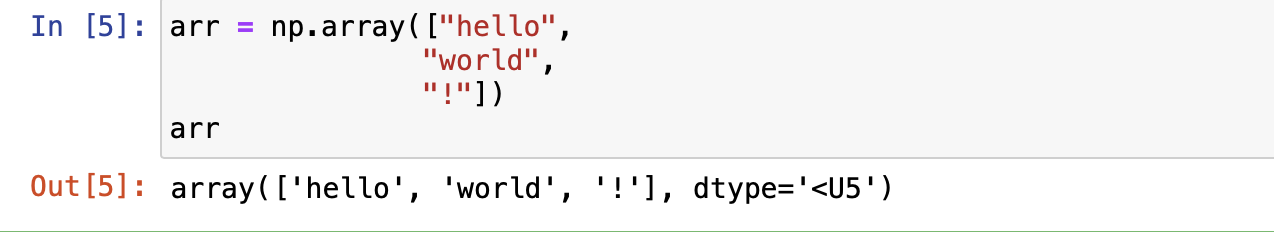 In [5]: arr = np.array(["hello",
"world",
"!"])
arr
Out[5]: array(['hello', 'world', '!'], dtype='<U5')